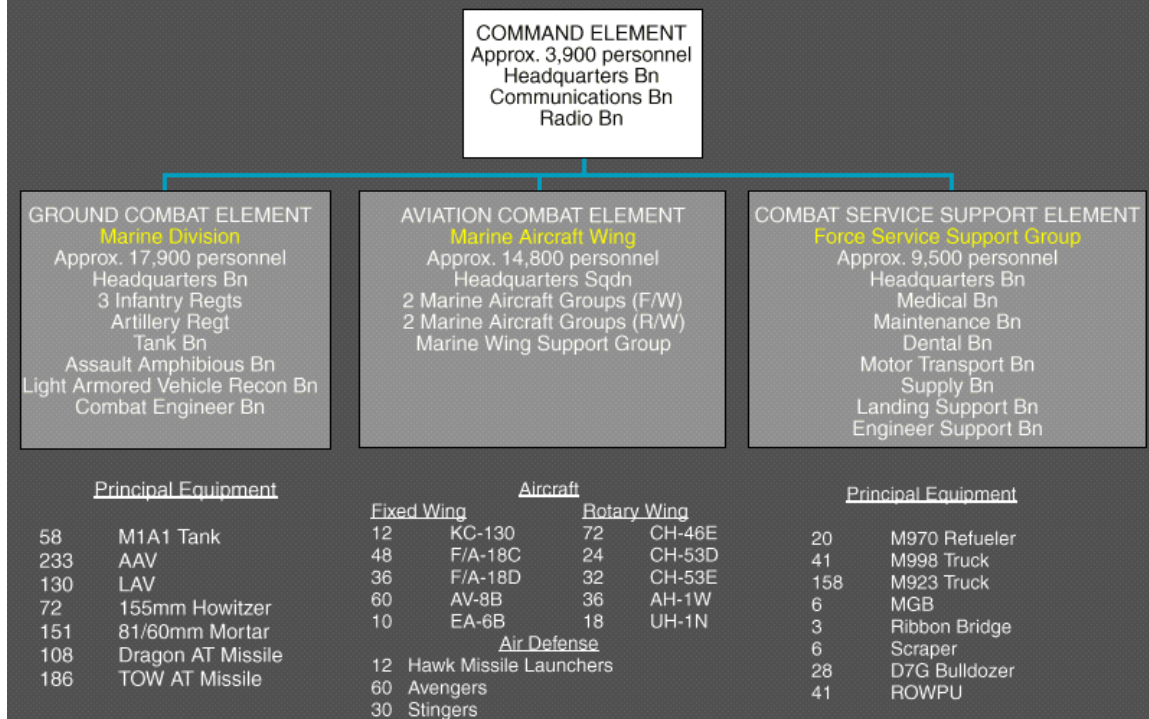 COMMAND ELEMENT
Approx. 3,900 personnel
Headquarters Bn
Communications Bn
Radio Bn
GROUND COMBAT ELEMENT
Marine Division
Approx. 17,900 personnel
Headquarters Bn
3 Infantry Regts
Artillery Regt
Tank Bn
Assault Amphibious Bn
Light Armored Vehicle Recon Bn
Combat Engineer Bn
AVIATION COMBAT ELEMENT
Marine Aircraft Wing
Approx. 14,800 personnel
Headquarters Sqdn
2 Marine Aircraft Groups (F/W)
2 Marine Aircraft Groups (R/W)
Marine Wing Support Group
COMBAT SERVICE SUPPORT ELEMENT
Force Service Support Group
Approx. 9,500 personnel
Headquarters Bn
Medical Bn
Maintenance Bn
Dental Bn
Motor Transport Bn
Supply Bn
Landing Support Bn
Engineer Support Bn
Principal Equipment
58 M1A1 Tank
233 AAV
130 LAV
72 155mm Howitzer
151 81/60mm Mortar
108 Dragon AT Missile
186 TOW AT Missile
Aircraft
Fixed Wing Rotary Wing
12 KC-130 72 CH-46E
48 F/A-18C 24 CH-53D
36 F/A-18D 32 CH-53E
60 AV-8B 36 AH-1W
10 EA-6B 18 UH-1N
Air Defense
12 Hawk Missile Launchers
60 Avengers
30 Stingers
Principal Equipment
20 M970 Refueler
41 M998 Truck
158 M923 Truck
6 MGB
3 Ribbon Bridge
6 Scraper
28 D7G Bulldozer
41 ROWPU